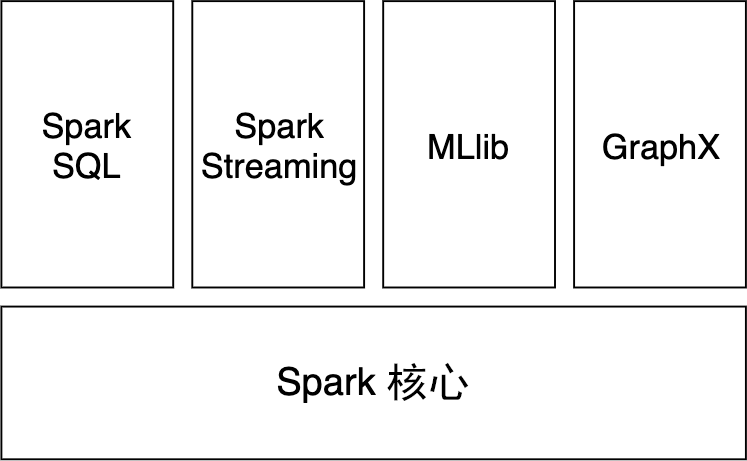 Spark
SQL
Spark
Streaming
MLlib
GraphX
Spark 核心